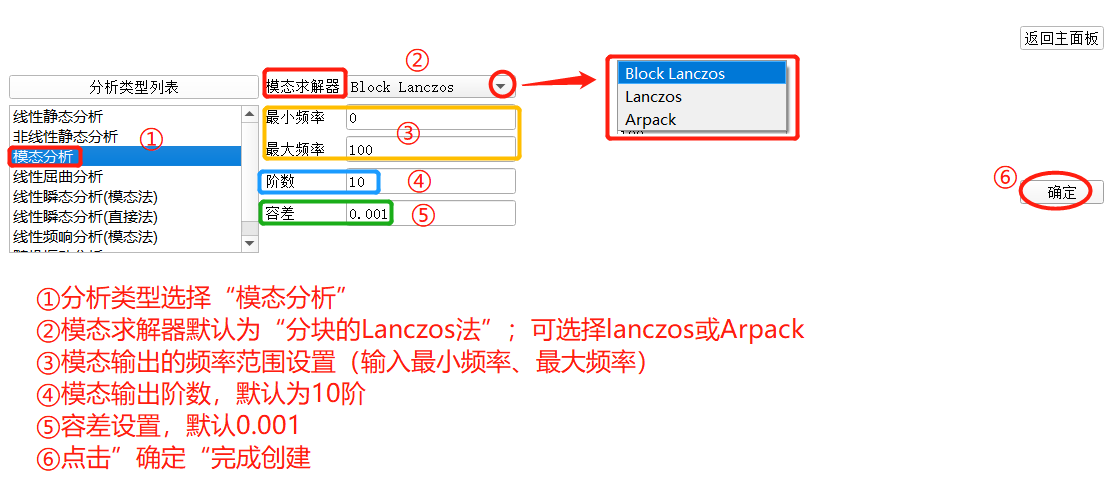 返回主面板
②
分析类型列表
模态求解器 Block Lanczos
Block Lanczos
Lanczos
Arpack
线性静态分析
非线性静态分析
①
模态分析
线性屈曲分析
线性瞬态分析(模态法)
线性瞬态分析(直接法)
线性频响分析(模态法)
最小频率 0
③
最大频率 100
阶数 10 ④
容差 0.001 ⑤
⑥
确定
①分析类型选择“模态分析”
②模态求解器默认为“分块的Lanczos法”；可选择lanczos或Arpack
③模态输出的频率范围设置（输入最小频率、最大频率）
④模态输出阶数，默认为10阶
⑤容差设置，默认0.001
⑥点击”确定“完成创建